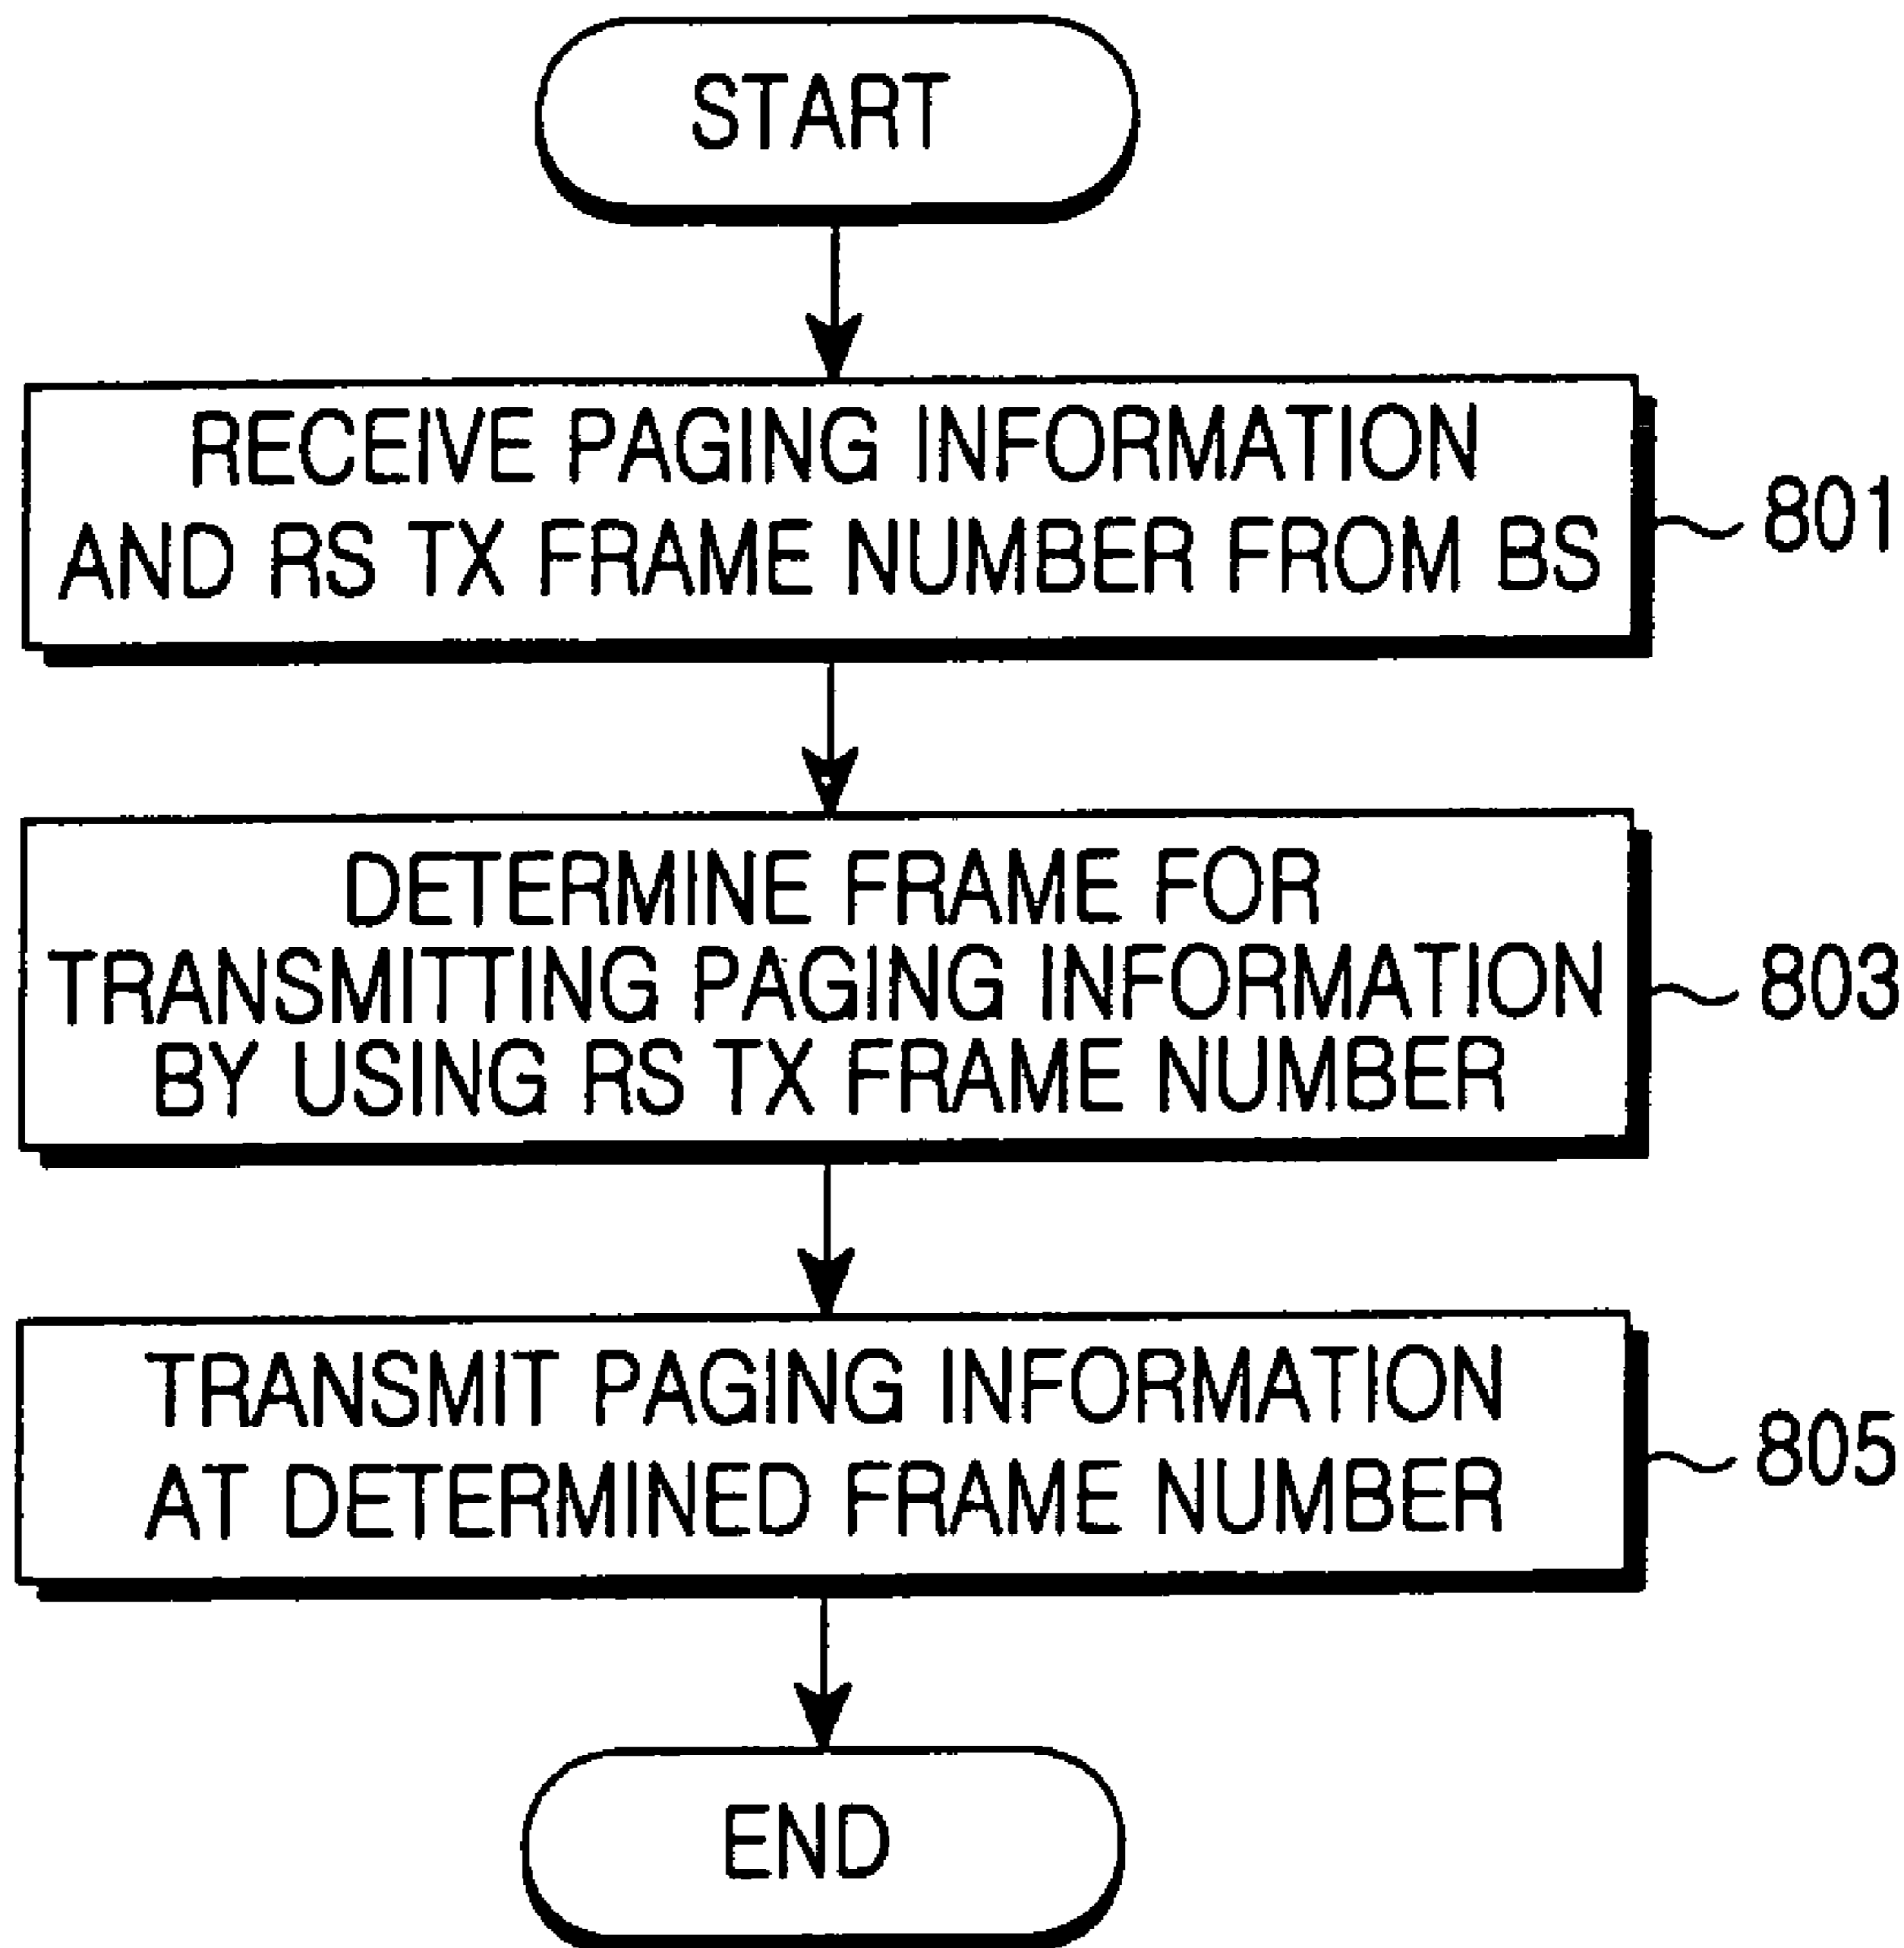 START
RECEIVE PAGING INFORMATION
AND RS TX FRAME NUMBER FROM BS
801
DETERMINE FRAME FOR
TRANSMITTING PAGING INFORMATION
BY USING RS TX FRAME NUMBER
803
TRANSMIT PAGING INFORMATION
AT DETERMINED FRAME NUMBER
805
END